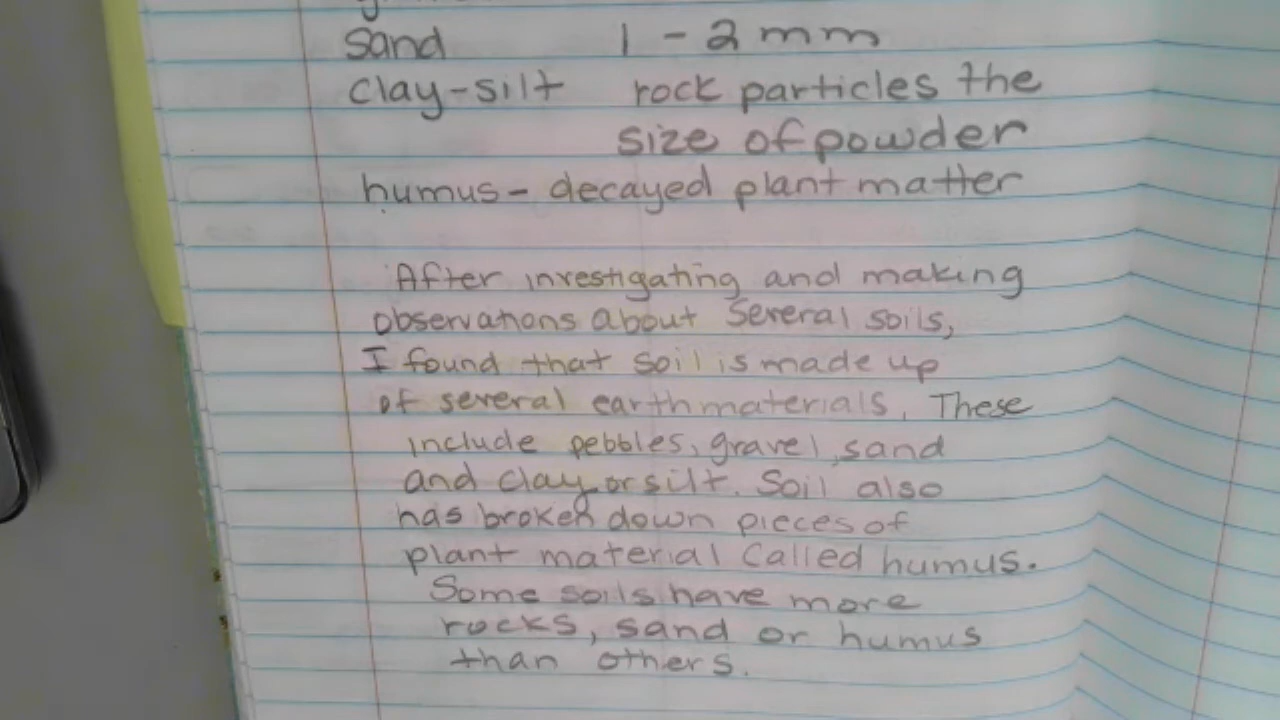 sand 1-2mm
clay-silt rock particles the
size of powder
humus- decayed plant matter
After investigating and making
observations about several soils,
I found that soil is made up
of several earth materials. These
include pebbles, gravel, sand
and clay or silt. Soil also
has broken down pieces of
plant material called humus.
Some soils have more
rocks, sand or humus
than others.